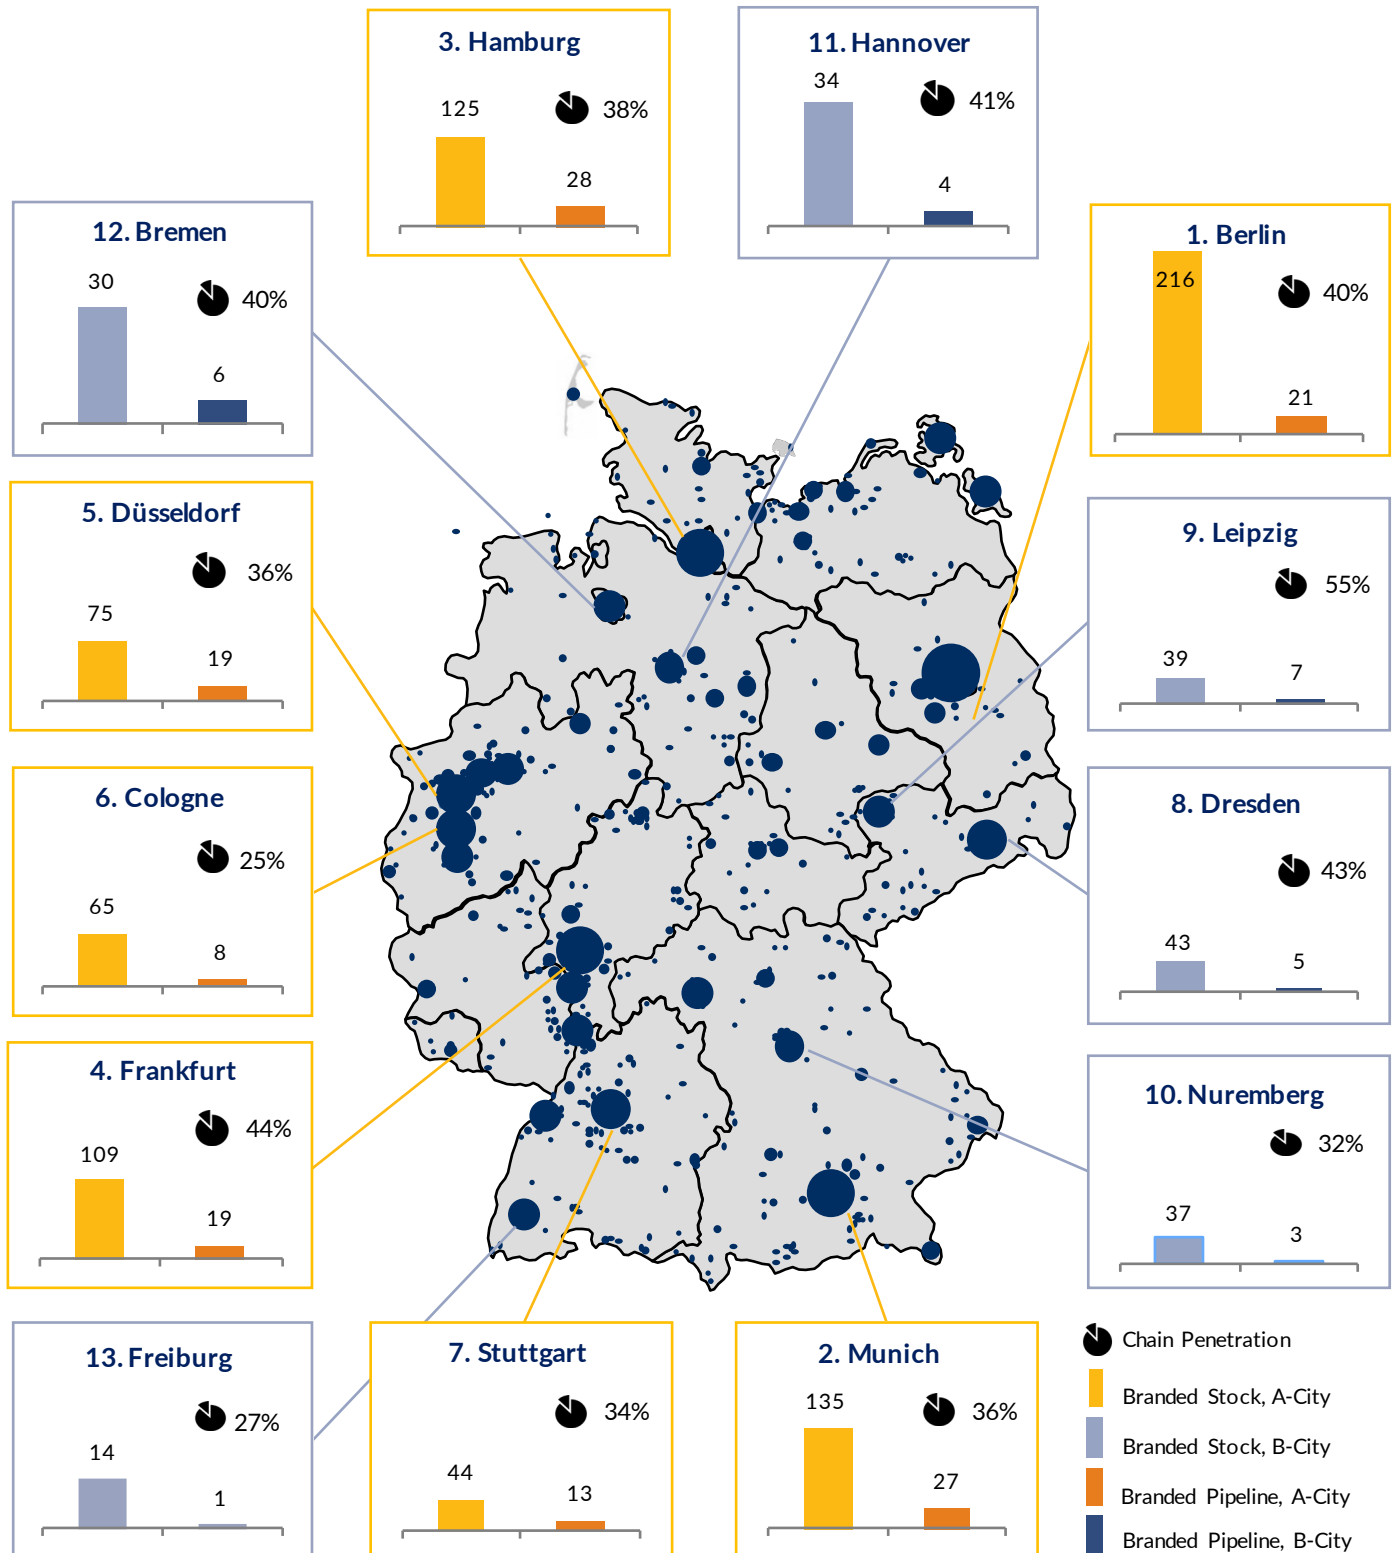 3. Hamburg
125
38%
28
11. Hannover
34
41%
4
12. Bremen
30
40%
6
1. Berlin
216
40%
21
5. Düsseldorf
36%
75
19
9. Leipzig
55%
39
7
6. Cologne
25%
65
8
8. Dresden
43%
43
5
4. Frankfurt
44%
109
19
10. Nuremberg
32%
37
3
13. Freiburg
27%
14
1
7. Stuttgart
34%
44
13
2. Munich
135
36%
27
Chain Penetration
Branded Stock, A-City
Branded Stock, B-City
Branded Pipeline, A-City
Branded Pipeline, B-City